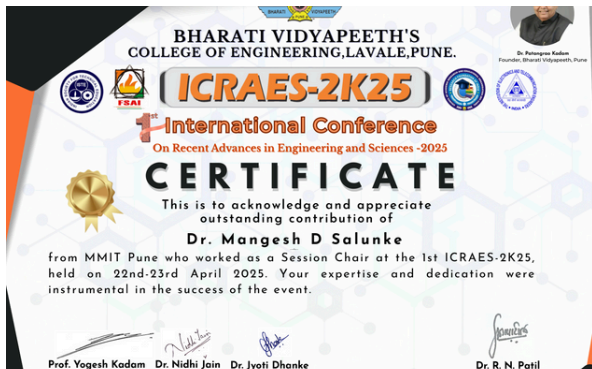 BHARATI VIDYAPEETH
PUNE
BHARATI VIDYAPEETH'S
COLLEGE OF ENGINEERING,LAVALE,PUNE.
Dr. Patangrao Kadam
Founder, Bharati Vidyapeeth, Pune
FSAI
ICRAES-2K25
1st International Conference
On Recent Advances in Engineering and Sciences -2025
CERTIFICATE
This is to acknowledge and appreciate
outstanding contribution of
Dr. Mangesh D Salunke
from MMIT Pune who worked as a Session Chair at the 1st ICRAES-2K25,
held on 22nd-23rd April 2025. Your expertise and dedication were
instrumental in the success of the event.
Prof. Yogesh Kadam Dr. Nidhi Jain Dr. Jyoti Dhanke Dr. R. N. Patil